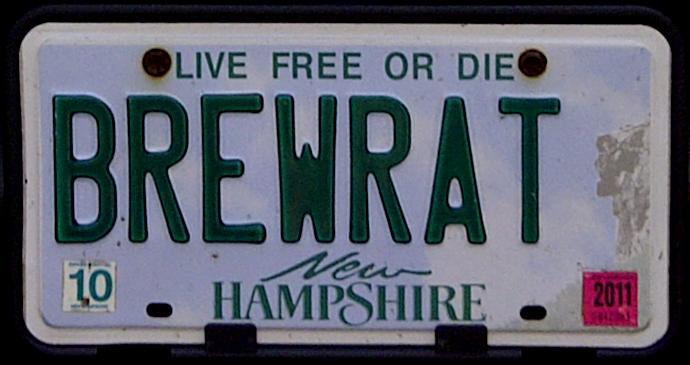 LIVE FREE OR DIE
BREWRAT
10
New
HAMPSHIRE
2011